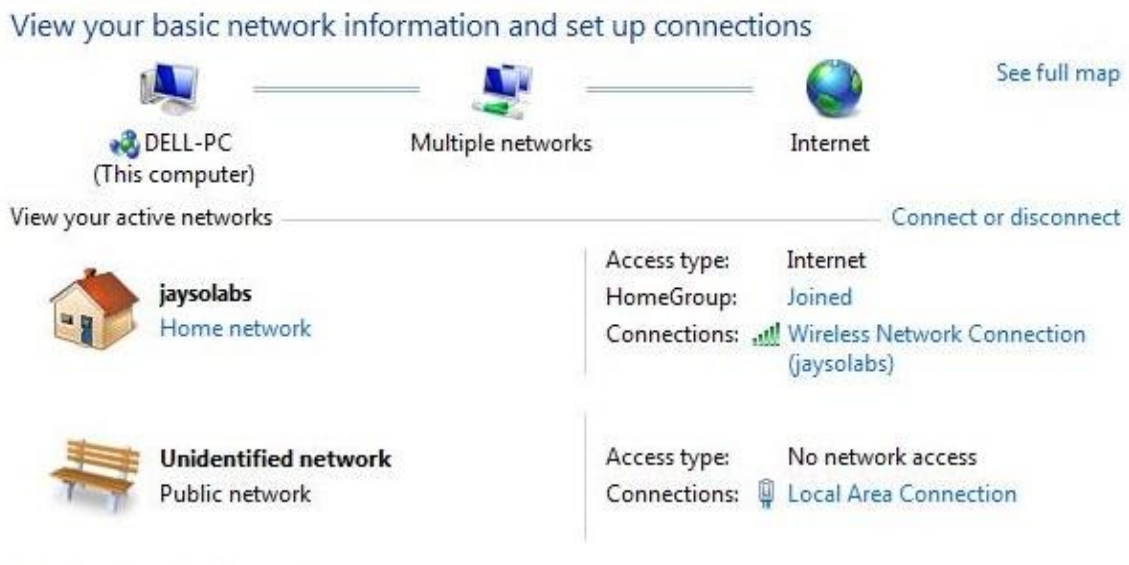 View your basic network information and set up connections
See full map
DELL-PC
(This computer)
Multiple networks
Internet
View your active networks
Connect or disconnect
jaysolabs
Home network
Access type: Internet
HomeGroup: Joined
Connections: Wireless Network Connection
(jaysolabs)
Unidentified network
Public network
Access type: No network access
Connections: Local Area Connection